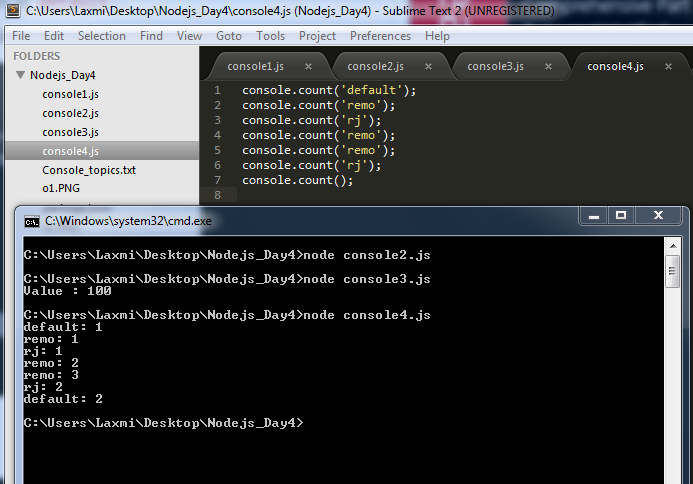 C:\Users\Laxmi\Desktop\Nodejs_Day4\console4.js (Nodejs_Day4) - Sublime Text 2 (UNREGISTERED)
File Edit Selection Find View Goto Tools Project Preferences Help
FOLDERS
Nodejs_Day4
console1.js
console2.js
console3.js
console4.js
Console_topics.txt
o1.PNG
console1.js × console2.js × console3.js × console4.js ×
1 console.count('default');
2 console.count('remo');
3 console.count('rj');
4 console.count('remo');
5 console.count('remo');
6 console.count('rj');
7 console.count();
8
C:\Windows\system32\cmd.exe
C:\Users\Laxmi\Desktop\Nodejs_Day4>node console2.js
C:\Users\Laxmi\Desktop\Nodejs_Day4>node console3.js
Value : 100
C:\Users\Laxmi\Desktop\Nodejs_Day4>node console4.js
default: 1
remo: 1
rj: 1
remo: 2
remo: 3
rj: 2
default: 2
C:\Users\Laxmi\Desktop\Nodejs_Day4>